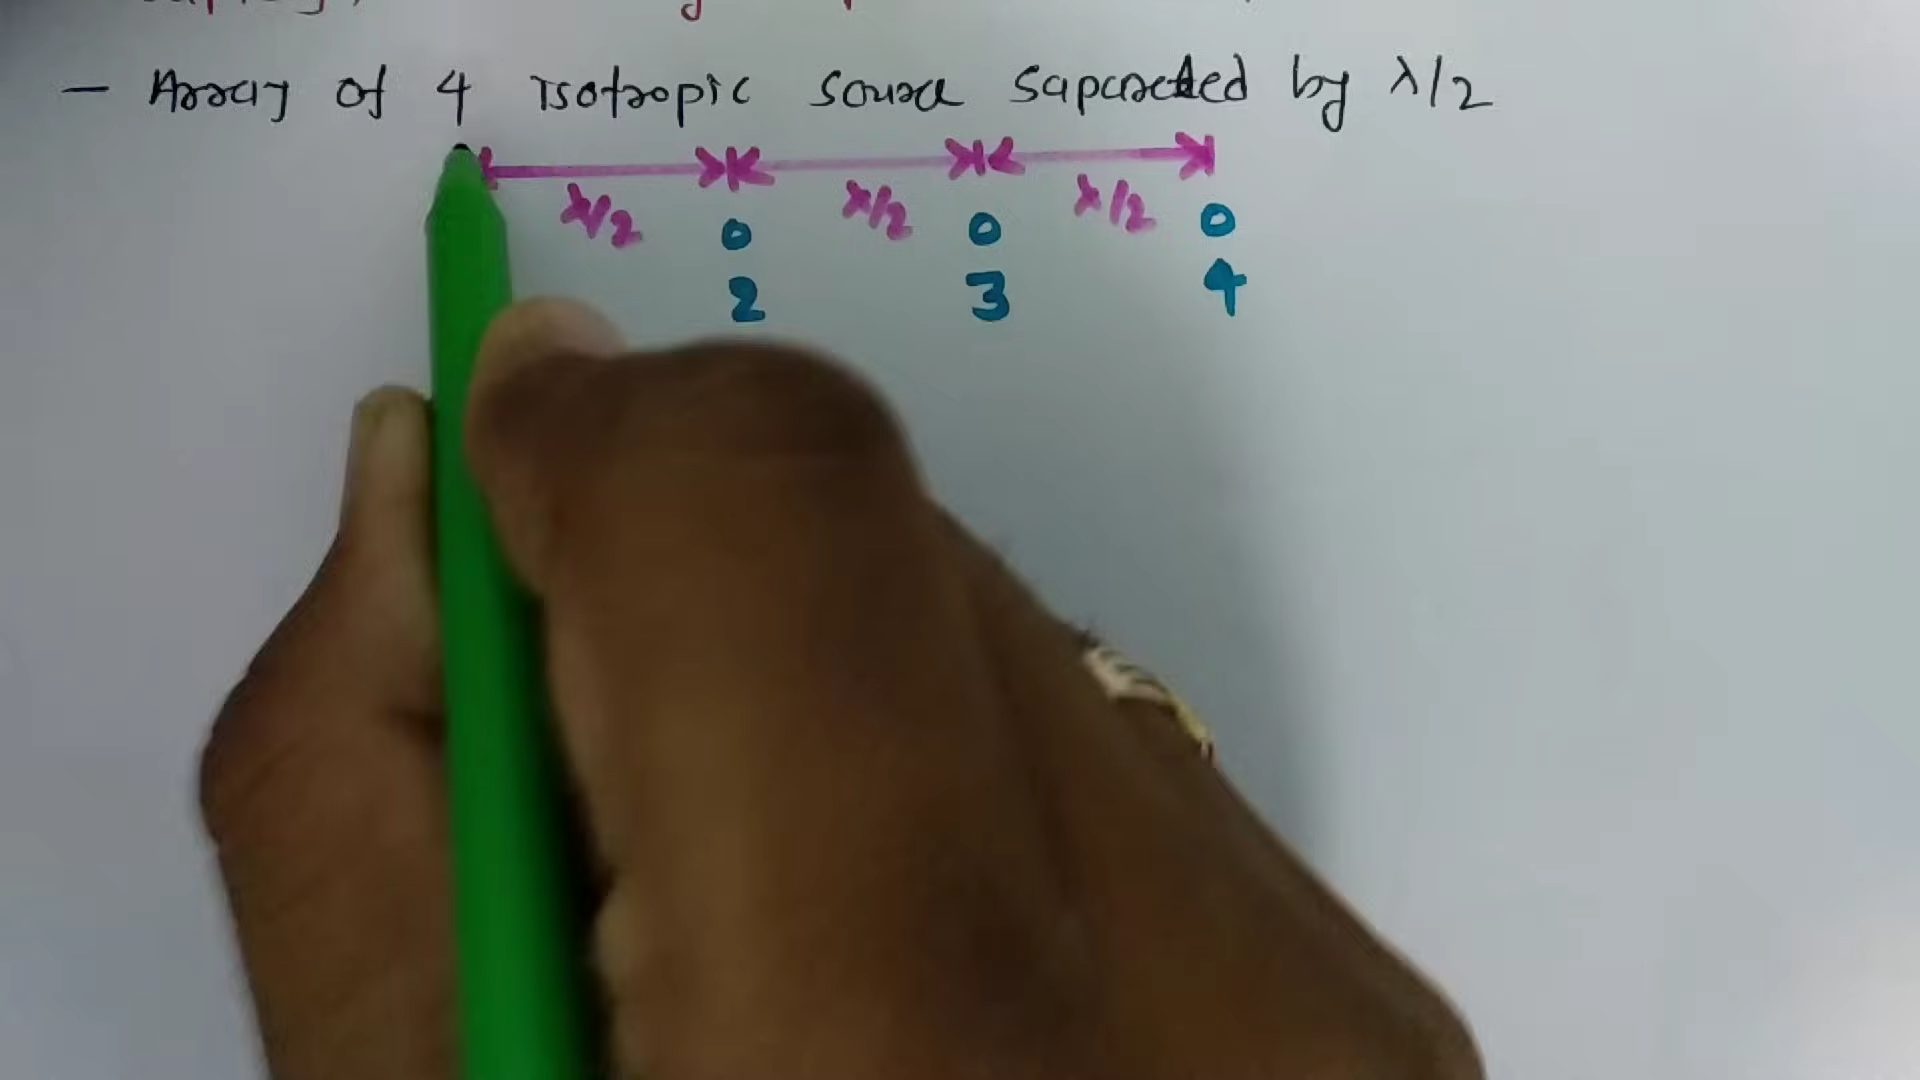 - Array of 4 Isotropic source saparated by λ/2
λ/2 λ/2 λ/2
0 0 0
2 3 4